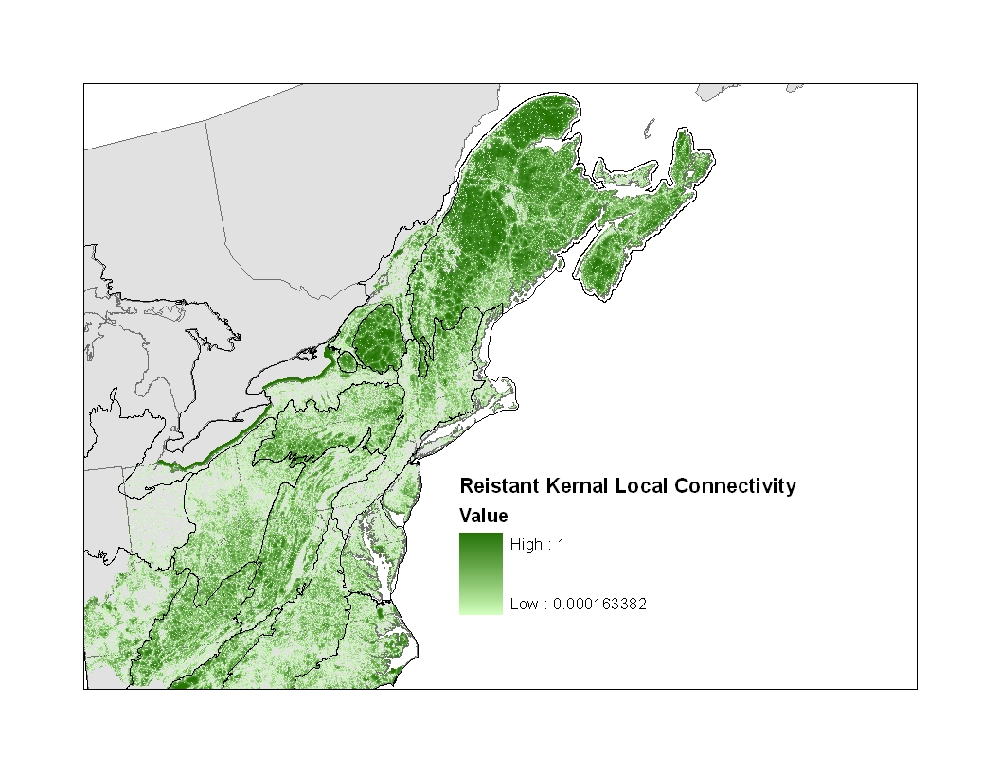 Reistant Kernal Local Connectivity
Value
High : 1
Low : 0.000163382